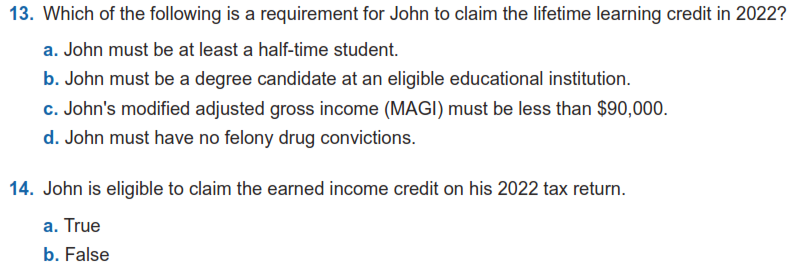 13. Which of the following is a requirement for John to claim the lifetime learning credit in 2022?
a. John must be at least a half-time student.
b. John must be a degree candidate at an eligible educational institution.
c. John's modified adjusted gross income (MAGI) must be less than $90,000.
d. John must have no felony drug convictions.
14. John is eligible to claim the earned income credit on his 2022 tax return.
a. True
b. False